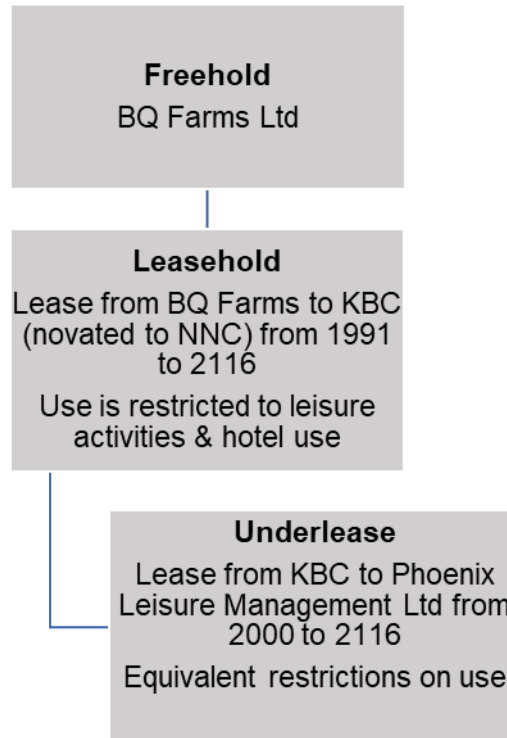 Freehold
BQ Farms Ltd
Leasehold
Lease from BQ Farms to KBC
(novated to NNC) from 1991
to 2116
Use is restricted to leisure
activities & hotel use
Underlease
Lease from KBC to Phoenix
Leisure Management Ltd from
2000 to 2116
Equivalent restrictions on use